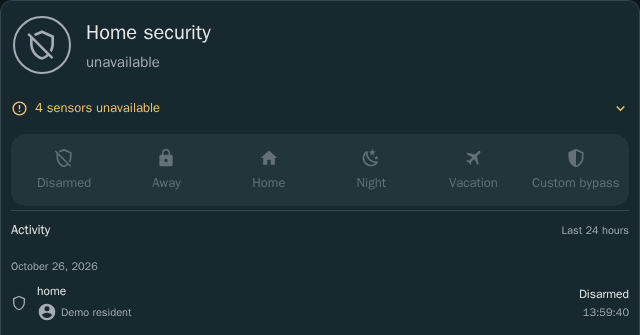 Home security
unavailable
4 sensors unavailable
Disarmed Away Home Night Vacation Custom bypass
Activity Last 24 hours
October 26, 2026
home Disarmed
Demo resident 13:59:40